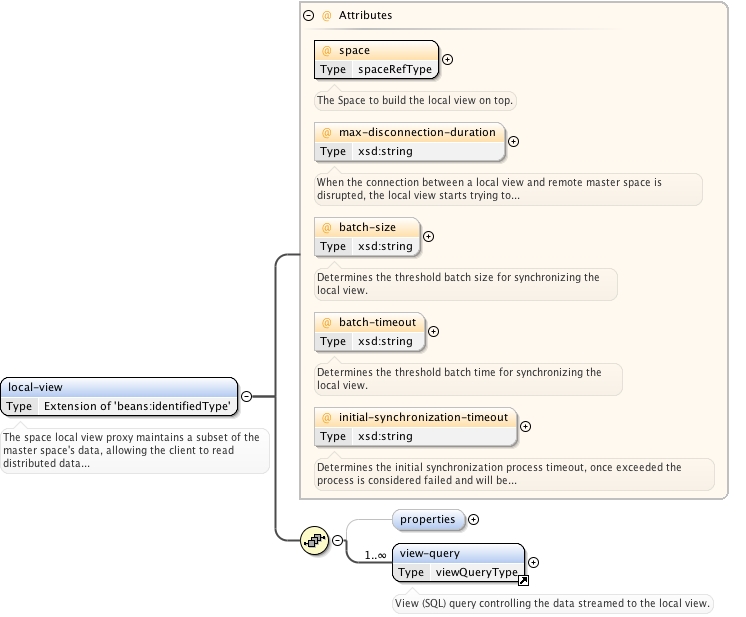 @ Attributes
@ space
Type spaceRefType
The Space to build the local view on top.
@ max-disconnection-duration
Type xsd:string
When the connection between a local view and remote master space is
disrupted, the local view starts trying to...
@ batch-size
Type xsd:string
Determines the threshold batch size for synchronizing the
local view.
@ batch-timeout
Type xsd:string
Determines the threshold batch time for synchronizing the
local view.
@ initial-synchronization-timeout
Type xsd:string
Determines the initial synchronization process timeout, once exceeded the
process is considered failed and will be...
local-view
Type Extension of 'beans:identifiedType'
The space local view proxy maintains a subset of the
master space's data, allowing the client to read
distributed data...
properties
1..∞
view-query
Type viewQueryType
View (SQL) query controlling the data streamed to the local view.